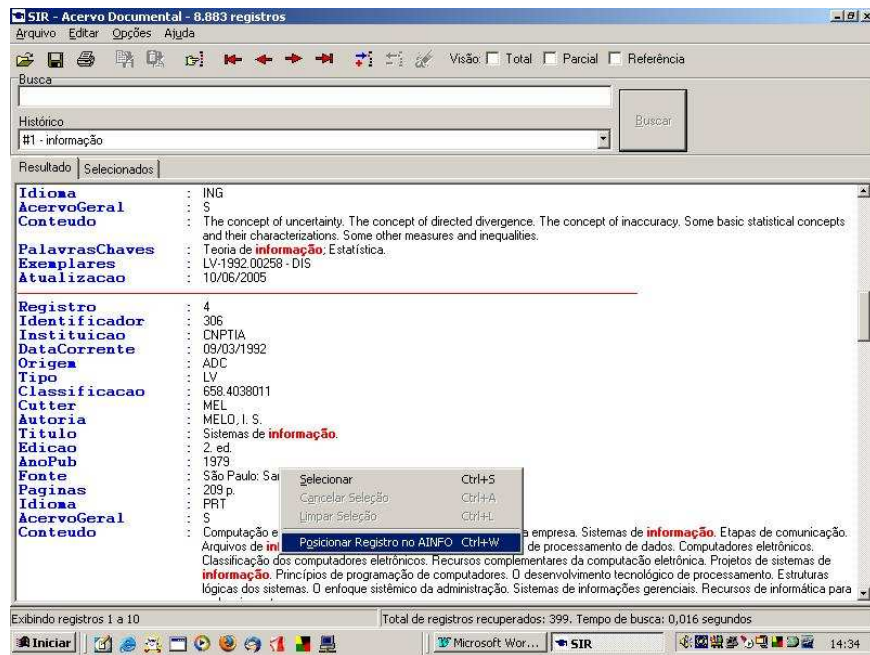 SIR - Acervo Documental - 8.883 registros
Arquivo Editar Opções Ajuda
Visão: Total Parcial Referência
Busca
Buscar
Histórico
#1 - informação
Resultado Selecionados
Idioma : ING
AcervoGeral : S
Conteudo : The concept of uncertainty. The concept of directed divergence. The concept of inaccuracy. Some basic statistical concepts
and their characterizations. Some other measures and inequalities.
PalavrasChaves : Teoria de informação; Estatística.
Exemplares : LV-1992.00258 - DIS
Atualizacao : 10/06/2005
Registro : 4
Identificador : 306
Instituicao : CNPTIA
DataCorrente : 09/03/1992
Origem : ADC
Tipo : LV
Classificacao : 658.4038011
Cutter : MEL
Autoria : MELO, I. S.
Titulo : Sistemas de informação.
Edicao : 2. ed.
AnoPub : 1979
Fonte : São Paulo: Sa
Paginas : 209 p.
Idioma : PRT
AcervoGeral : S
Selecionar Ctrl+S
Cancelar Seleção Ctrl+A
Limpar Seleção Ctrl+L
Posicionar Registro no AINFO Ctrl+W
Conteudo : Computação e a empresa. Sistemas de informação. Etapas de comunicação.
Arquivos de in de processamento de dados. Computadores eletrônicos.
Classificação dos computadores eletrônicos. Recursos complementares da computacão eletrônica. Projetos de sistemas de
informação. Princípios de programação de computadores. O desenvolvimento tecnológico de processamento. Estruturas
lógicas dos sistemas. O enfoque sistêmico da administração. Sistemas de informações gerenciais. Recursos de informática para
Exibindo registros 1 a 10 Total de registros recuperados: 399. Tempo de busca: 0,016 segundos
Iniciar Microsoft Wor... SIR 14:34